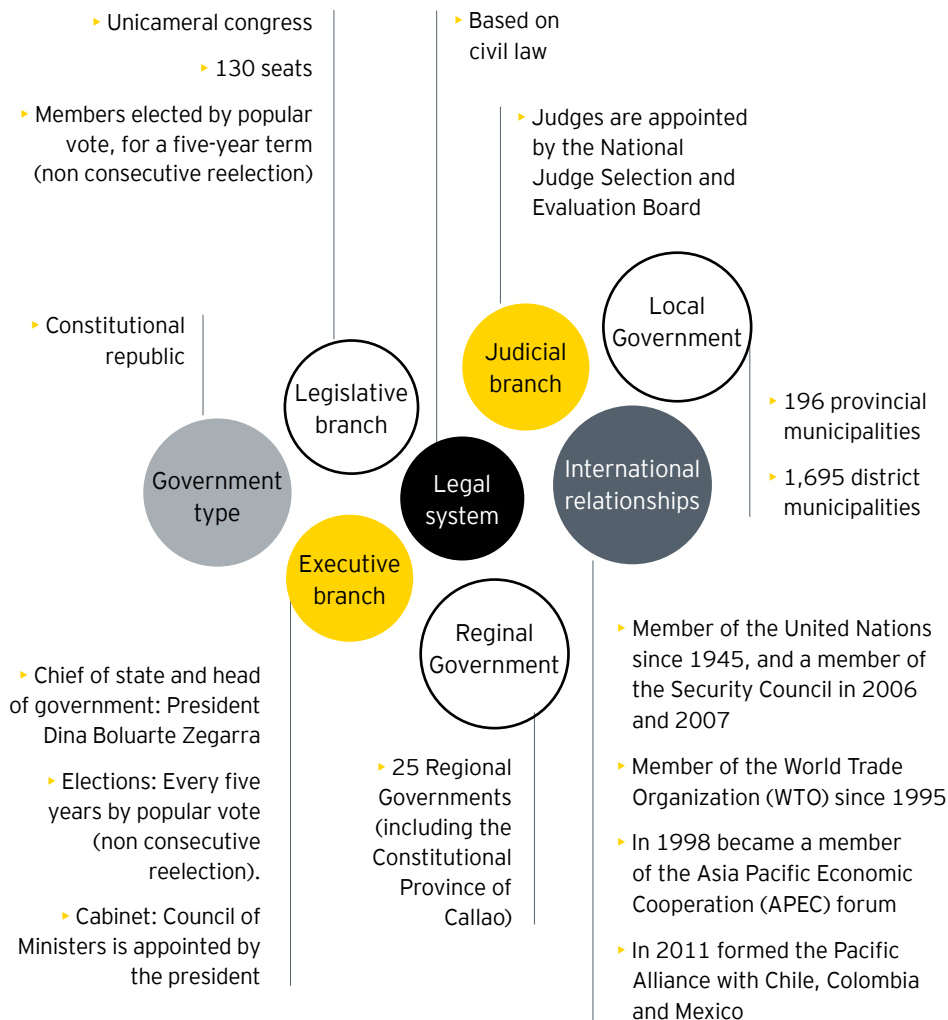 ▸ Unicameral congress
▸ 130 seats
▸ Members elected by popular
vote, for a five-year term
(non consecutive reelection)
▸ Based on
civil law
▸ Judges are appointed
by the National
Judge Selection and
Evaluation Board
▸ Constitutional
republic
Legislative
branch
Judicial
branch
Local
Government
▸ 196 provincial
municipalities
▸ 1,695 district
municipalities
Government
type
Legal
system
International
relationships
Executive
branch
Reginal
Government
▸ Chief of state and head
of government: President
Dina Boluarte Zegarra
▸ Elections: Every five
years by popular vote
(non consecutive
reelection).
▸ Cabinet: Council of
Ministers is appointed by
the president
▸ 25 Regional
Governments
(including the
Constitutional
Province of
Callao)
▸ Member of the United Nations
since 1945, and a member of
the Security Council in 2006
and 2007
▸ Member of the World Trade
Organization (WTO) since 1995
▸ In 1998 became a member
of the Asia Pacific Economic
Cooperation (APEC) forum
▸ In 2011 formed the Pacific
Alliance with Chile, Colombia
and Mexico